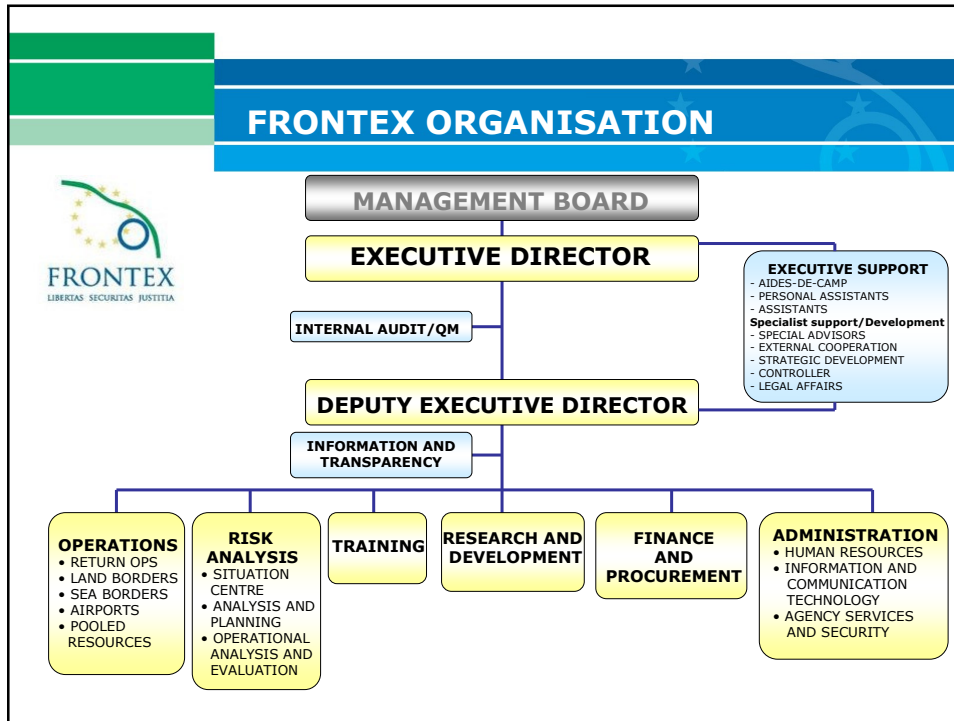 FRONTEX ORGANISATION
FRONTEX
LIBERTAS SECURITAS JUSTITIA
MANAGEMENT BOARD
EXECUTIVE DIRECTOR
EXECUTIVE SUPPORT
- AIDES-DE-CAMP
- PERSONAL ASSISTANTS
- ASSISTANTS
Specialist support/Development
- SPECIAL ADVISORS
- EXTERNAL COOPERATION
- STRATEGIC DEVELOPMENT
- CONTROLLER
- LEGAL AFFAIRS
INTERNAL AUDIT/QM
DEPUTY EXECUTIVE DIRECTOR
INFORMATION AND
TRANSPARENCY
OPERATIONS
• RETURN OPS
• LAND BORDERS
• SEA BORDERS
• AIRPORTS
• POOLED
RESOURCES
RISK
ANALYSIS
• SITUATION
CENTRE
• ANALYSIS AND
PLANNING
• OPERATIONAL
ANALYSIS AND
EVALUATION
TRAINING
RESEARCH AND
DEVELOPMENT
FINANCE
AND
PROCUREMENT
ADMINISTRATION
• HUMAN RESOURCES
• INFORMATION AND
COMMUNICATION
TECHNOLOGY
• AGENCY SERVICES
AND SECURITY